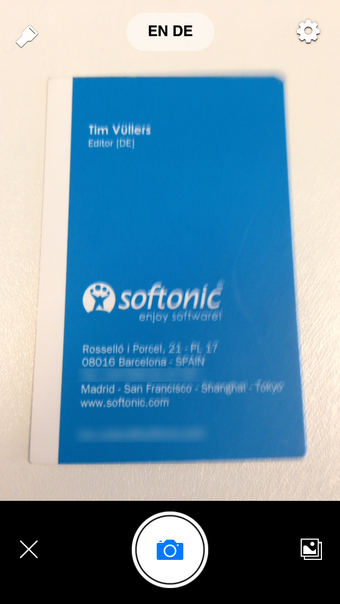 EN DE
Tim Vüllers
Editor [DE]
softonic
enjoy software!
Rosselló i Porcel, 21 - PL 17
08016 Barcelona - SPAIN
Madrid - San Francisco - Shanghai - Tokyo
www.softonic.com